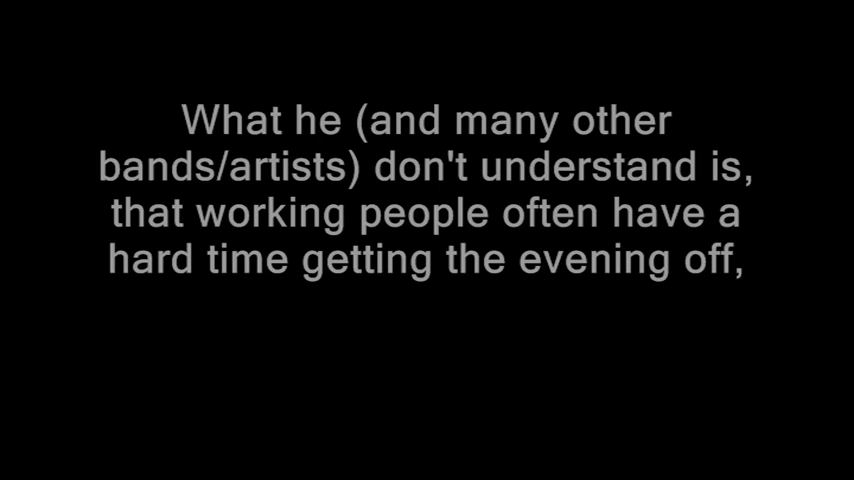 What he (and many other
bands/artists) don't understand is,
that working people often have a
hard time getting the evening off,